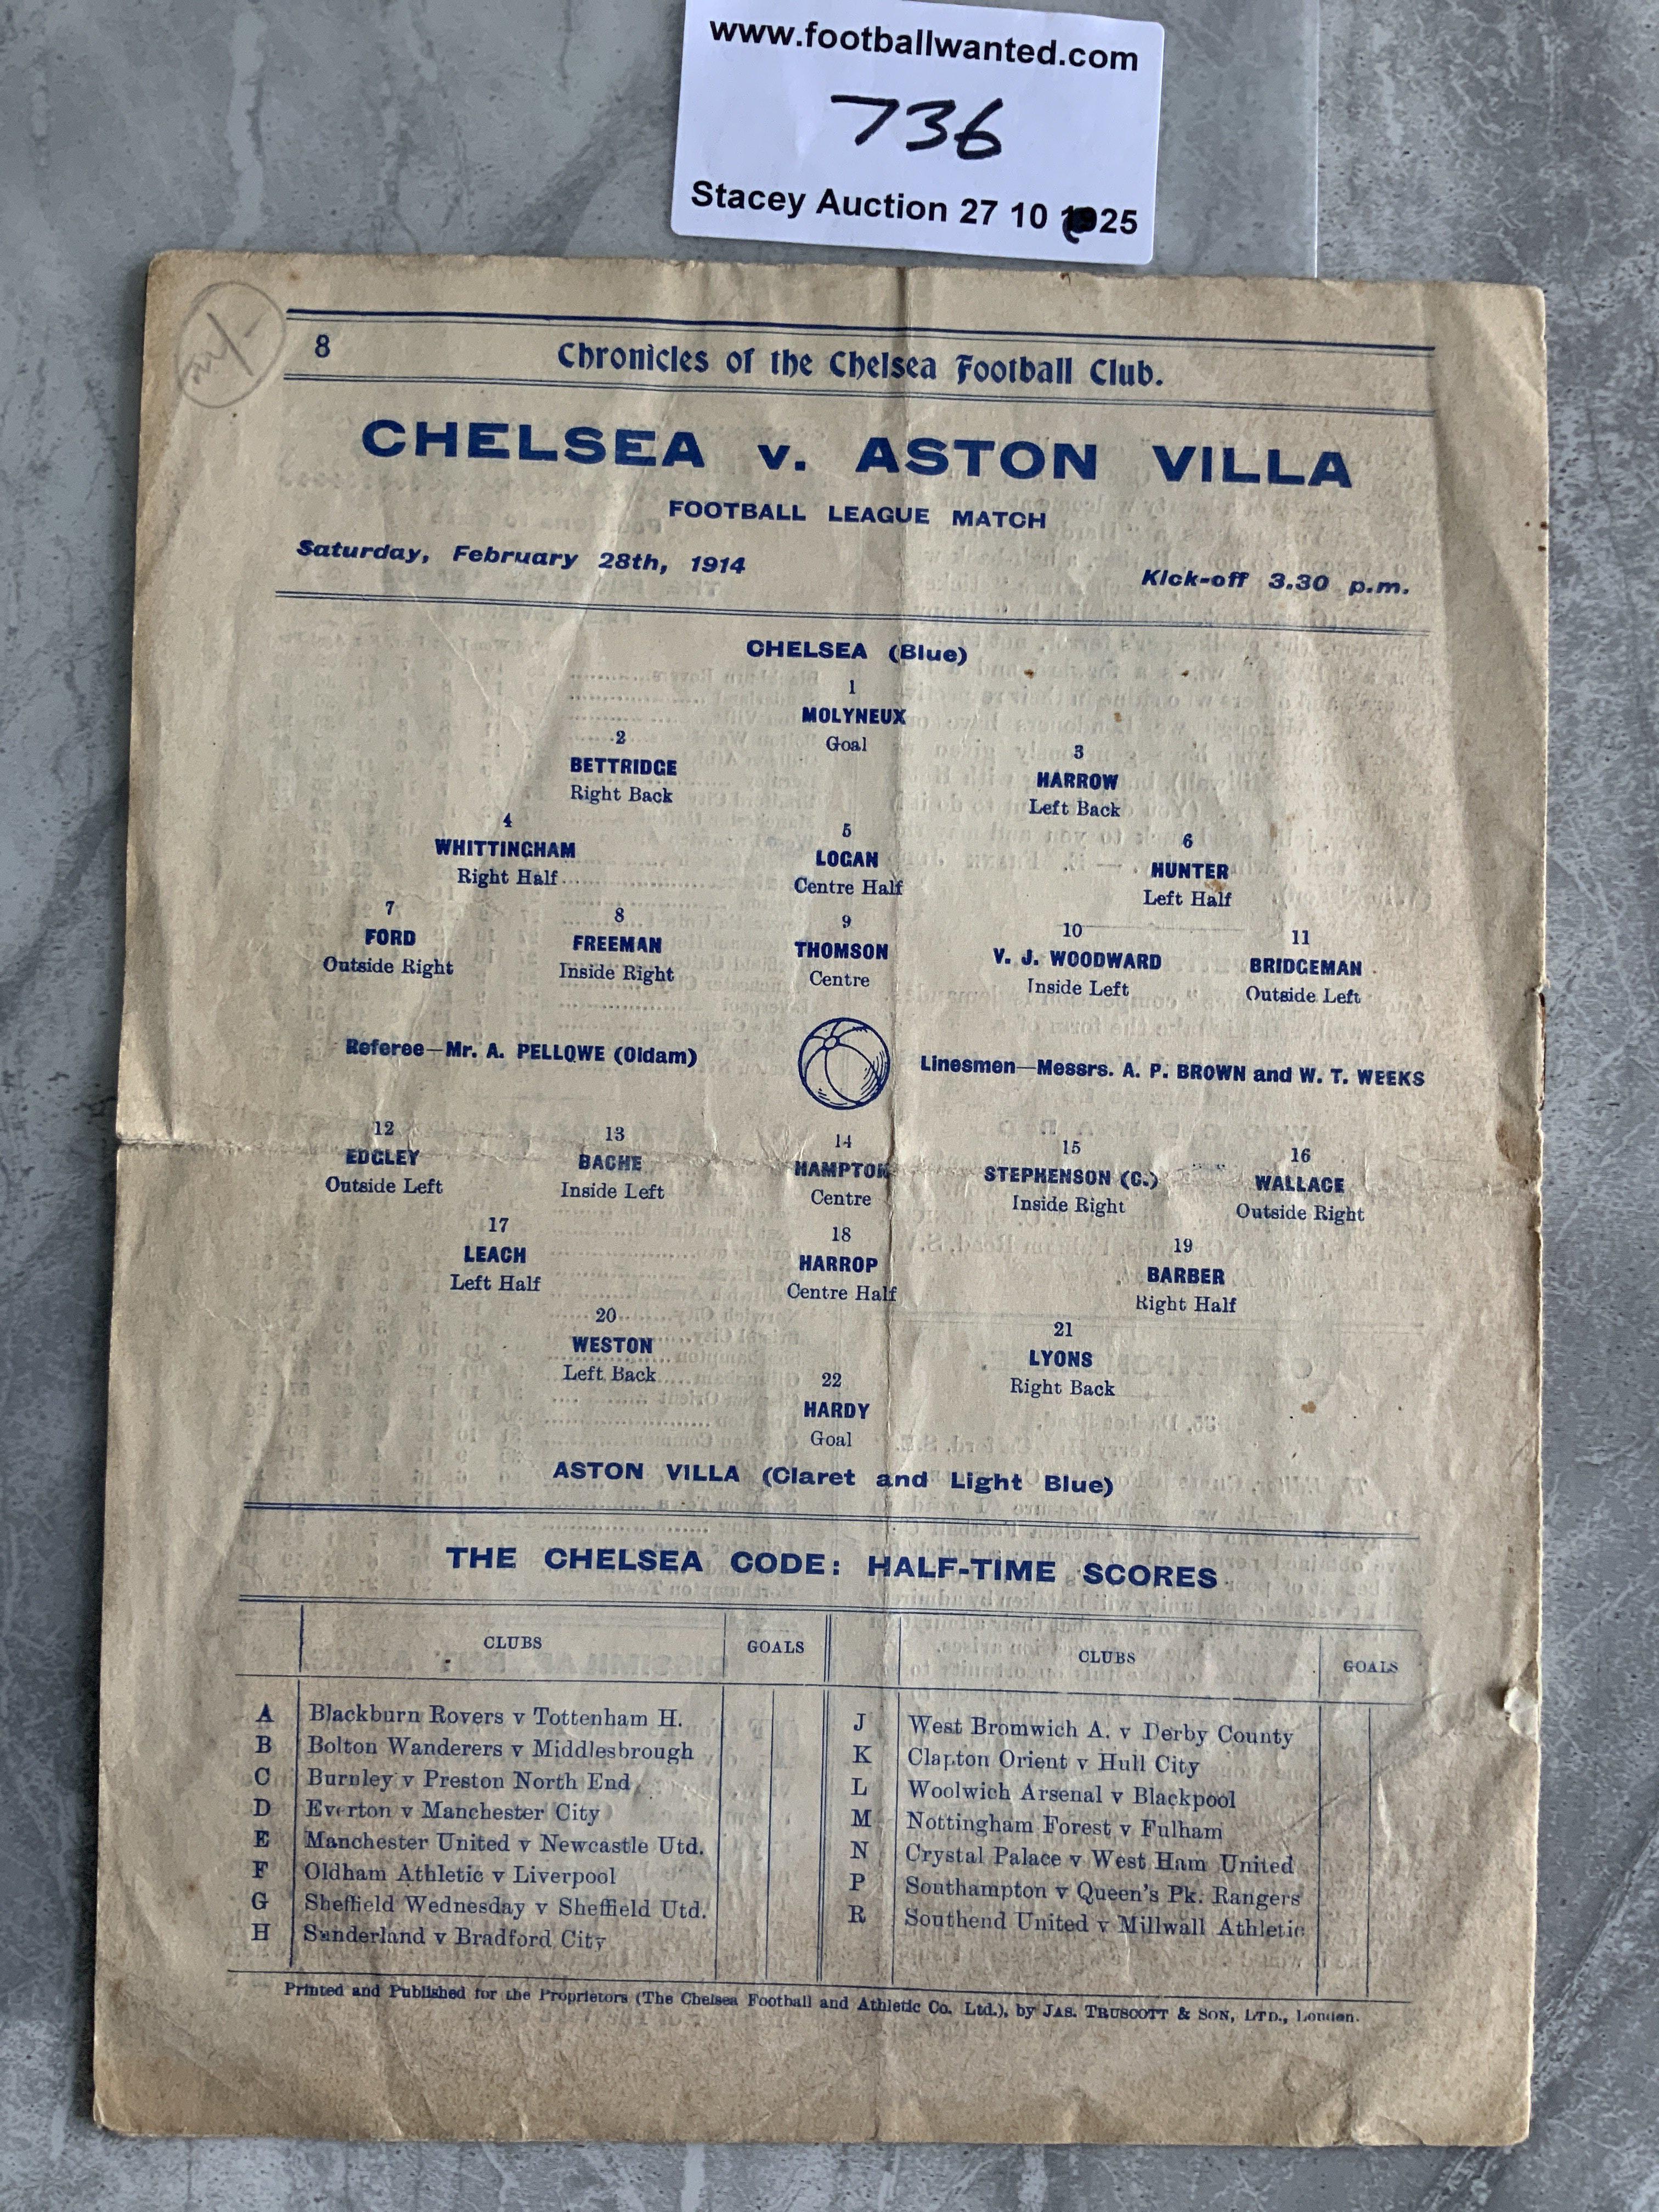 www.footballwanted.com
736
Stacey Auction 27 10 25
8 Chronicles of the Chelsea Football Club.
CHELSEA v. ASTON VILLA
FOOTBALL LEAGUE MATCH
Saturday, February 28th, 1914 Kick-off 3.30 p.m.
CHELSEA (Blue)
1
MOLYNEUX
Goal
2 3
BETTRIDGE HARROW
Right Back Left Back
4 5 6
WHITTINGHAM LOGAN HUNTER
Right Half Centre Half Left Half
7 8 9 10 11
FORD FREEMAN THOMSON V. J. WOODWARD BRIDGEMAN
Outside Right Inside Right Centre Inside Left Outside Left
Referee—Mr. A. PELLOWE (Oldam) Linesmen—Messrs. A. P. BROWN and W. T. WEEKS
12 13 14 15 16
EDGLEY BACHE HAMPTON STEPHENSON (C.) WALLACE
Outside Left Inside Left Centre Inside Right Outside Right
17 18 19
LEACH HARROP BARBER
Left Half Centre Half Right Half
20 21
WESTON LYONS
Left Back Right Back
22
HARDY
Goal
ASTON VILLA (Claret and Light Blue)
THE CHELSEA CODE: HALF-TIME SCORES
CLUBS GOALS CLUBS GOALS
A Blackburn Rovers v Tottenham H. J West Bromwich A. v Derby County
B Bolton Wanderers v Middlesbrough K Clapton Orient v Hull City
C Burnley v Preston North End L Woolwich Arsenal v Blackpool
D Everton v Manchester City M Nottingham Forest v Fulham
E Manchester United v Newcastle Utd. N Crystal Palace v West Ham United
F Oldham Athletic v Liverpool P Southampton v Queen's Pk. Rangers
G Sheffield Wednesday v Sheffield Utd. R Southend United v Millwall Athletic
H Sunderland v Bradford City
Printed and Published for the Proprietors (The Chelsea Football and Athletic Co. Ltd.), by JAS. TRUSCOTT & SON, LTD., London.